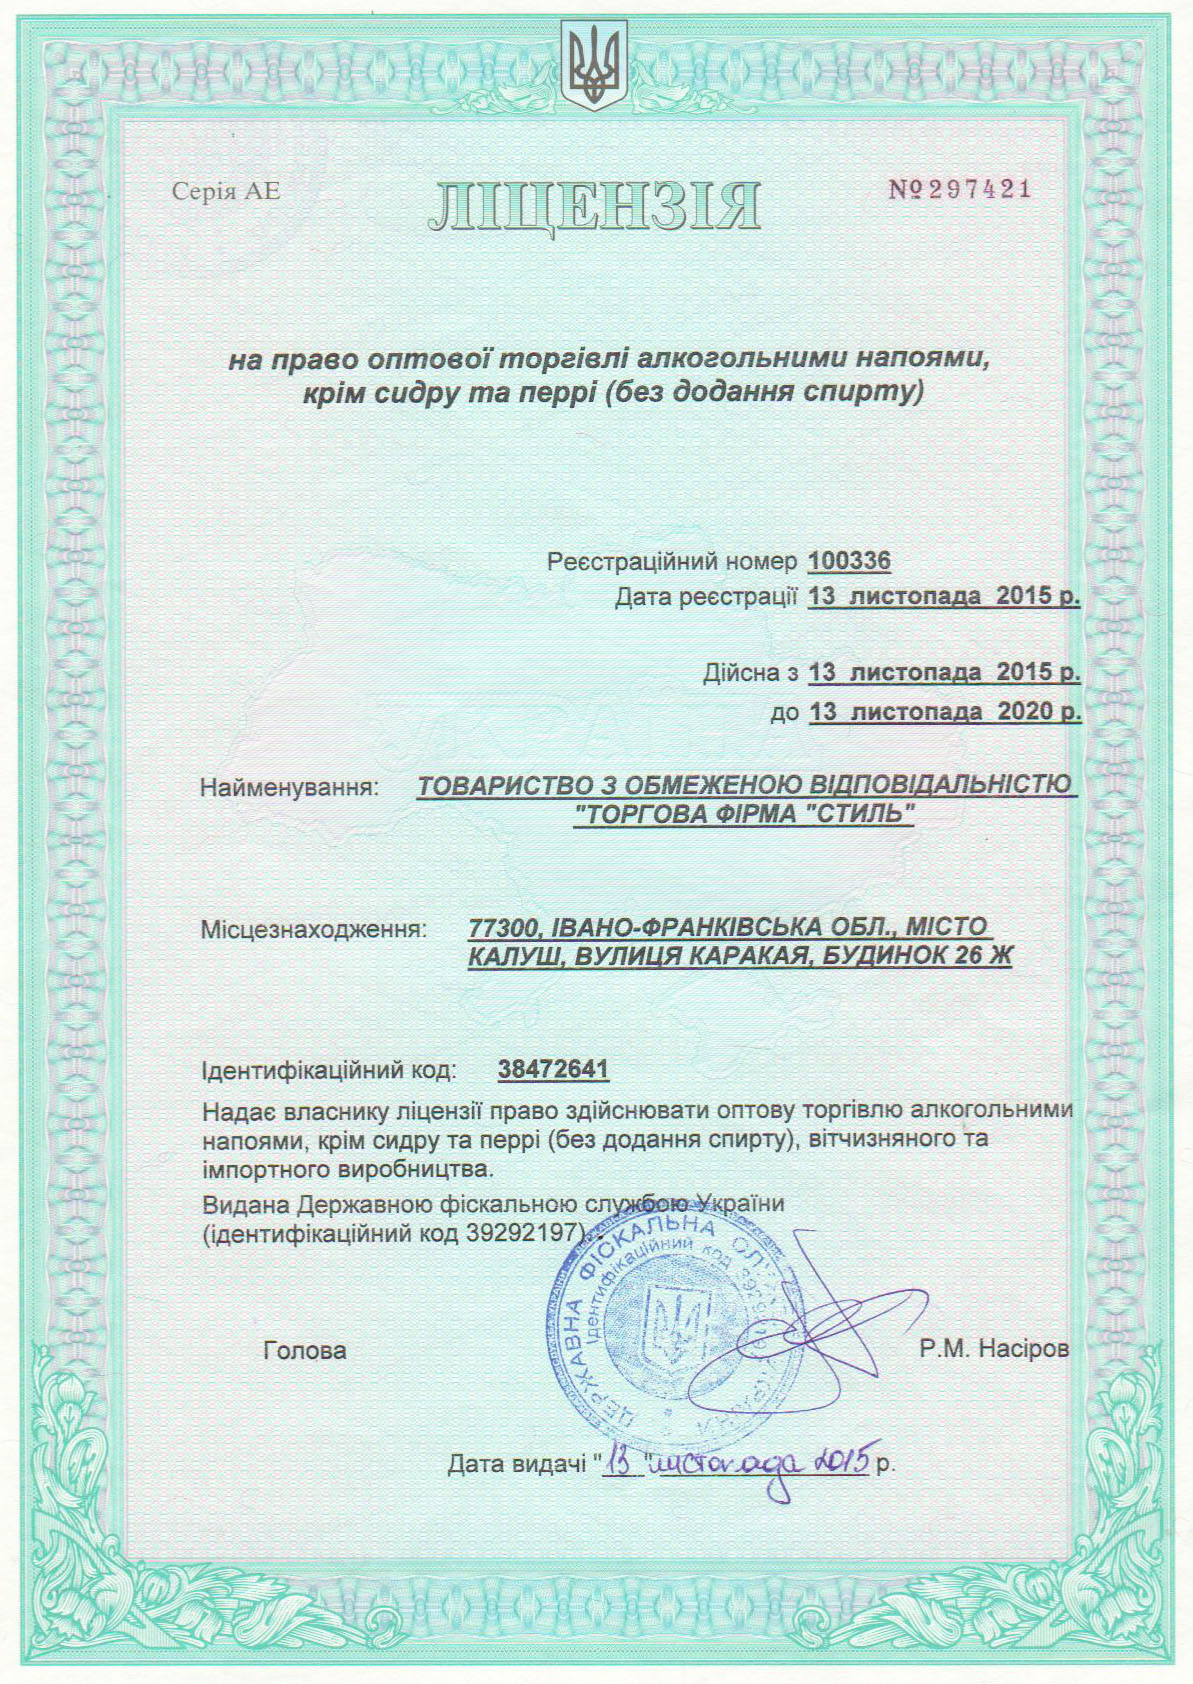 Серія АЕ
ЛІЦЕНЗІЯ
№297421
на право оптової торгівлі алкогольними напоями,
крім сидру та перрі (без додання спирту)
Реєстраційний номер 100336
Дата реєстрації 13 листопада 2015 р.
Дійсна з 13 листопада 2015 р.
до 13 листопада 2020 р.
Найменування: ТОВАРИСТВО З ОБМЕЖЕНОЮ ВІДПОВІДАЛЬНІСТЮ
"ТОРГОВА ФІРМА "СТИЛЬ"
Місцезнаходження: 77300, ІВАНО-ФРАНКІВСЬКА ОБЛ., МІСТО
КАЛУШ, ВУЛИЦЯ КАРАКАЯ, БУДИНОК 26 Ж
Ідентифікаційний код: 38472641
Надає власнику ліцензії право здійснювати оптову торгівлю алкогольними
напоями, крім сидру та перрі (без додання спирту), вітчизняного та
імпортного виробництва.
Видана Державною фіскальною службою України
(ідентифікаційний код 39292197).
ДЕРЖАВНА ФІСКАЛЬНА
Ідентифікаційний код
Голова
Р.М. Насіров
Дата видачі "13" листопада 2015 р.